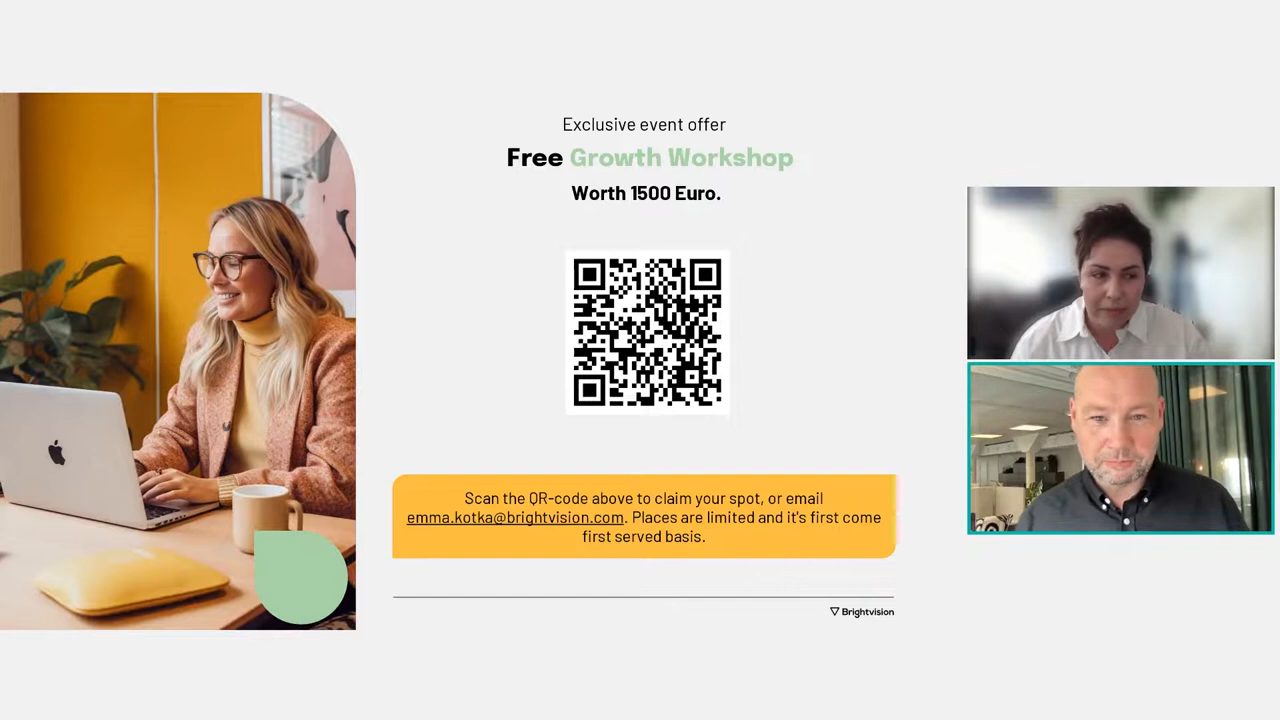 Exclusive event offer
Free Growth Workshop
Worth 1500 Euro.
Scan the QR-code above to claim your spot, or email
emma.kotka@brightvision.com. Places are limited and it's first come
first served basis.
Brightvision